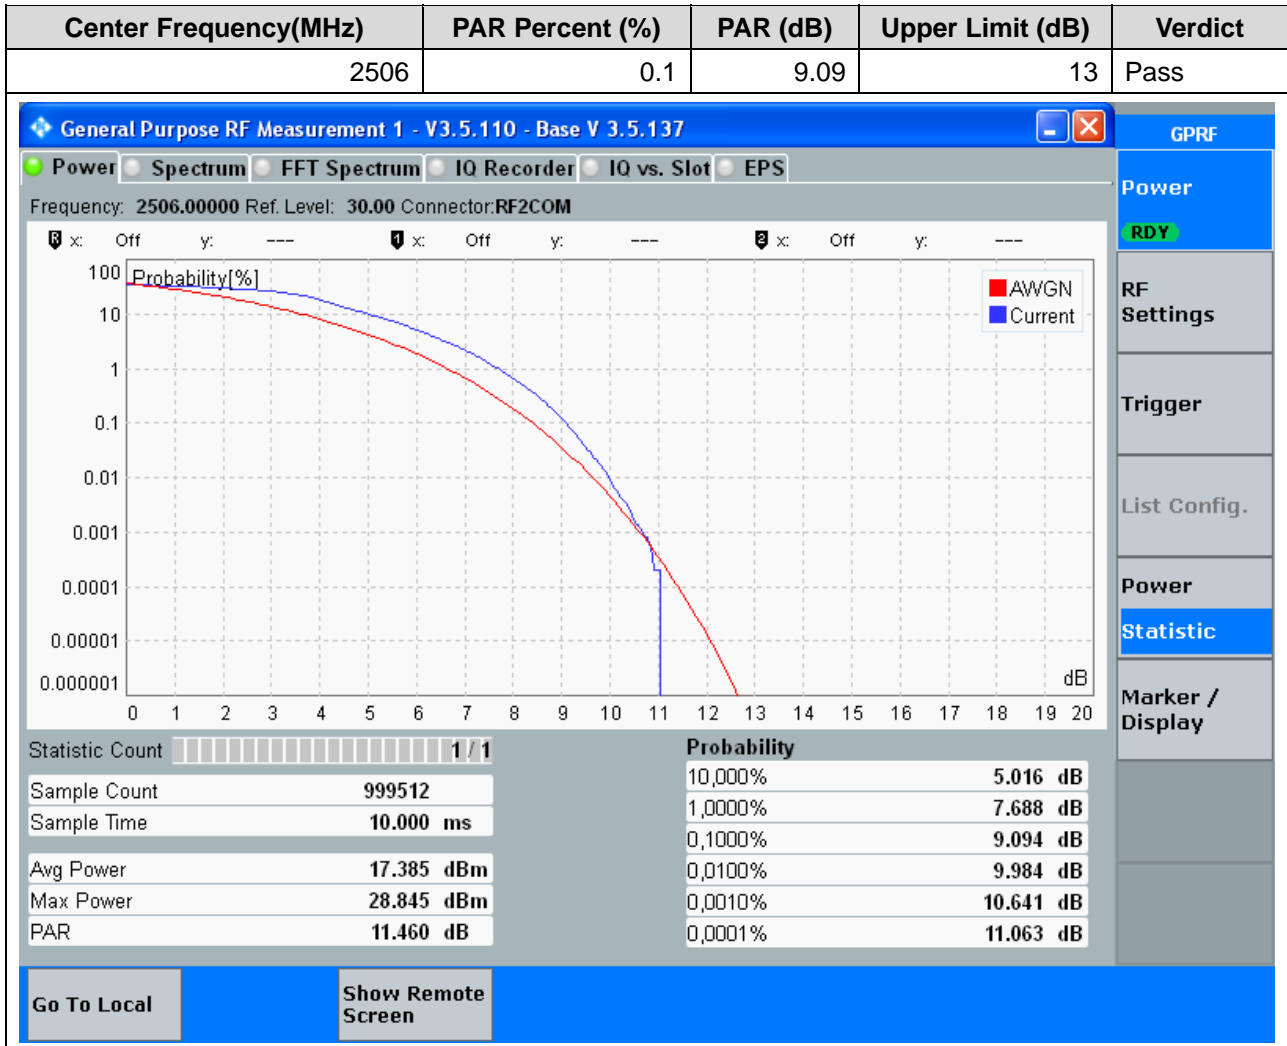 Center Frequency(MHz) PAR Percent (%) PAR (dB) Upper Limit (dB) Verdict
2506 0.1 9.09 13 Pass
General Purpose RF Measurement 1 - V3.5.110 - Base V 3.5.137
GPRF
Power Spectrum FFT Spectrum IQ Recorder IQ vs. Slot EPS
Frequency: 2506.00000 Ref. Level: 30.00 Connector:RF2COM
Power
RDY
R x: Off y: --- 1 x: Off y: --- 2 x: Off y: ---
Probability[%]
100
10
1
0.1
0.01
0.001
0.0001
0.00001
0.000001
AWGN
Current
dB
0 1 2 3 4 5 6 7 8 9 10 11 12 13 14 15 16 17 18 19 20
RF
Settings
Trigger
List Config.
Power
Statistic
Marker /
Display
Statistic Count 1 / 1
Sample Count 999512
Sample Time 10.000 ms
Avg Power 17.385 dBm
Max Power 28.845 dBm
PAR 11.460 dB
Probability
10,000% 5.016 dB
1,0000% 7.688 dB
0,1000% 9.094 dB
0,0100% 9.984 dB
0,0010% 10.641 dB
0,0001% 11.063 dB
Go To Local
Show Remote
Screen